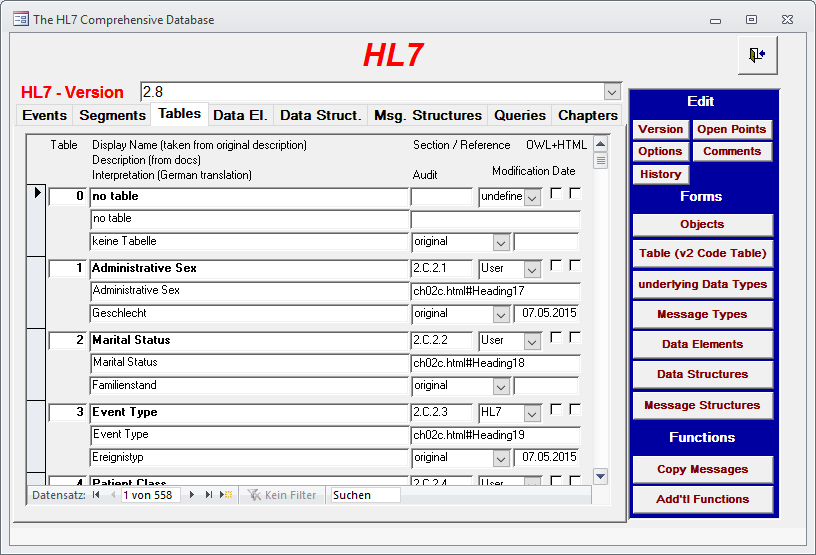 The HL7 Comprehensive Database
HL7
HL7 - Version 2.8
Events Segments Tables Data El. Data Struct. Msg. Structures Queries Chapters
Table Display Name (taken from original description) Section / Reference OWL+HTML
Description (from docs)
Interpretation (German translation) Audit Modification Date
0 no table undefine
no table
keine Tabelle original
1 Administrative Sex 2.C.2.1 User
Administrative Sex ch02c.html#Heading17
Geschlecht original 07.05.2015
2 Marital Status 2.C.2.2 User
Marital Status ch02c.html#Heading18
Familienstand original
3 Event Type 2.C.2.3 HL7
Event Type ch02c.html#Heading19
Ereignistyp original 07.05.2015
4 Patient Class 2.C.2.4 User
Datensatz: 1 von 558 Kein Filter Suchen
Edit
Version Open Points
Options Comments
History
Forms
Objects
Table (v2 Code Table)
underlying Data Types
Message Types
Data Elements
Data Structures
Message Structures
Functions
Copy Messages
Add'tl Functions